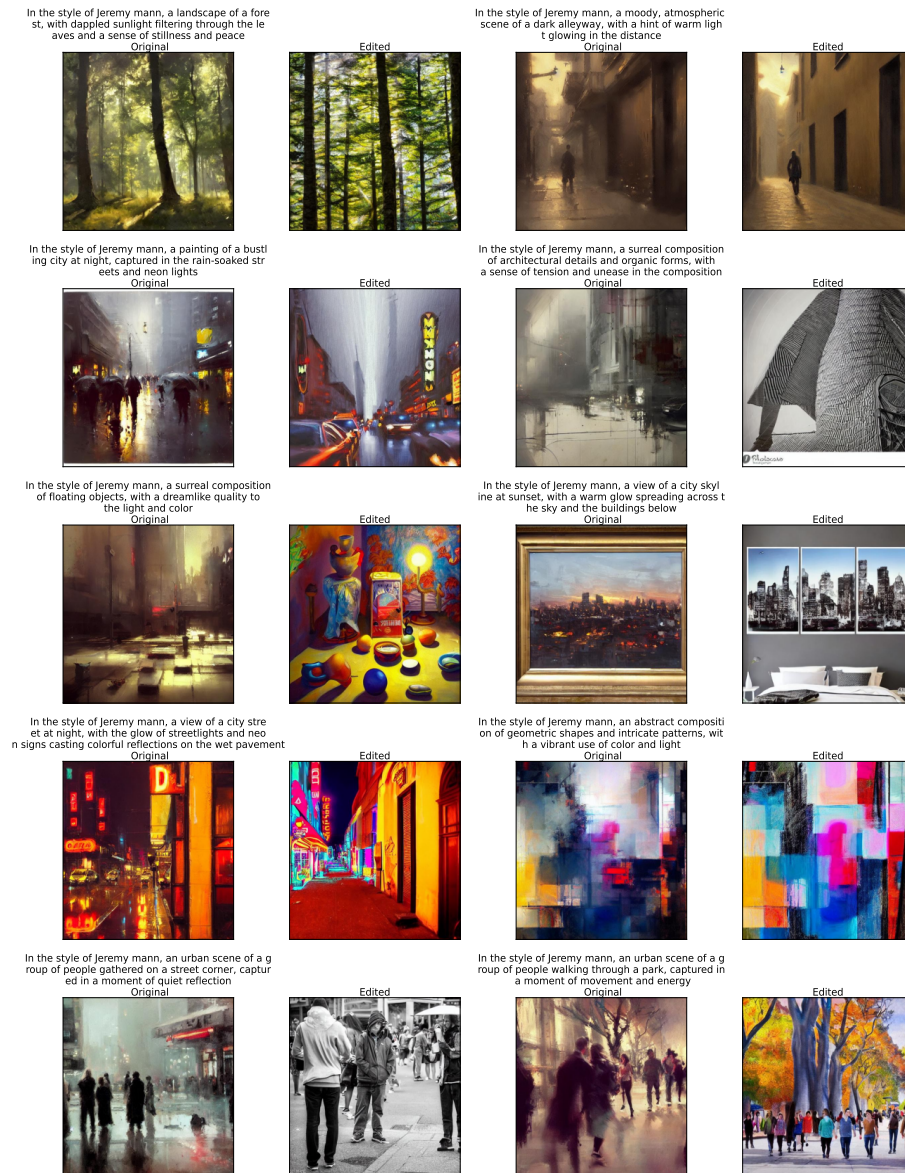 In the style of Jeremy mann, a landscape of a fore
st, with dappled sunlight filtering through the le
aves and a sense of stillness and peace
Original
Edited
In the style of Jeremy mann, a moody, atmospheric
scene of a dark alleyway, with a hint of warm ligh
t glowing in the distance
Original
Edited
In the style of Jeremy mann, a painting of a bustl
ing city at night, captured in the rain-soaked str
eets and neon lights
Original
Edited
In the style of Jeremy mann, a surreal composition
of architectural details and organic forms, with
a sense of tension and unease in the composition
Original
Edited
In the style of Jeremy mann, a surreal composition
of floating objects, with a dreamlike quality to
the light and color
Original
Edited
In the style of Jeremy mann, a view of a city skyl
ine at sunset, with a warm glow spreading across t
he sky and the buildings below
Original
Edited
In the style of Jeremy mann, a view of a city stre
et at night, with the glow of streetlights and neo
n signs casting colorful reflections on the wet pavement
Original
D
Edited
In the style of Jeremy mann, an abstract compositi
on of geometric shapes and intricate patterns, wit
h a vibrant use of color and light
Original
Edited
In the style of Jeremy mann, an urban scene of a g
roup of people gathered on a street corner, captur
ed in a moment of quiet reflection
Original
Edited
In the style of Jeremy mann, an urban scene of a g
roup of people walking through a park, captured in
a moment of movement and energy
Original
Edited